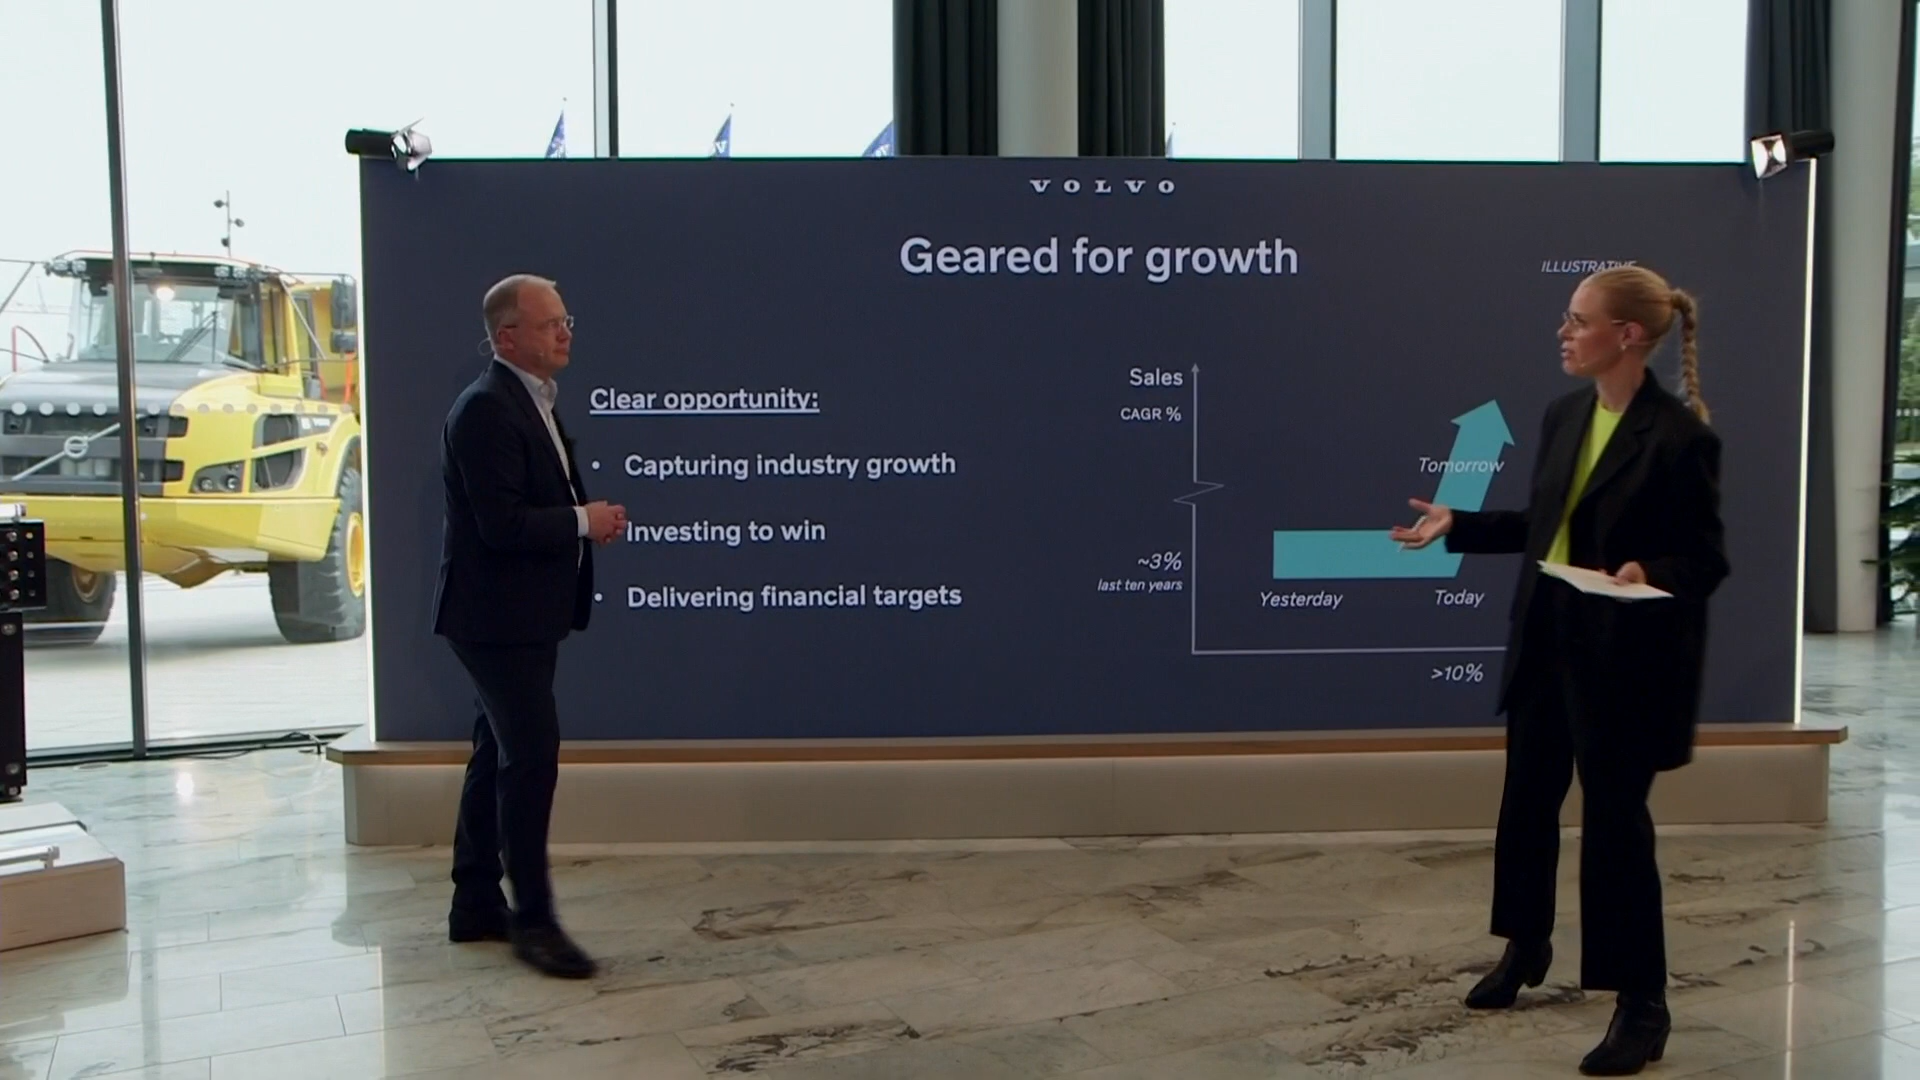 VOLVO
Geared for growth
ILLUSTRATIVE
Clear opportunity:
• Capturing industry growth
Investing to win
• Delivering financial targets
Sales
CAGR %
Tomorrow
~3%
last ten years
Yesterday
Today
>10%